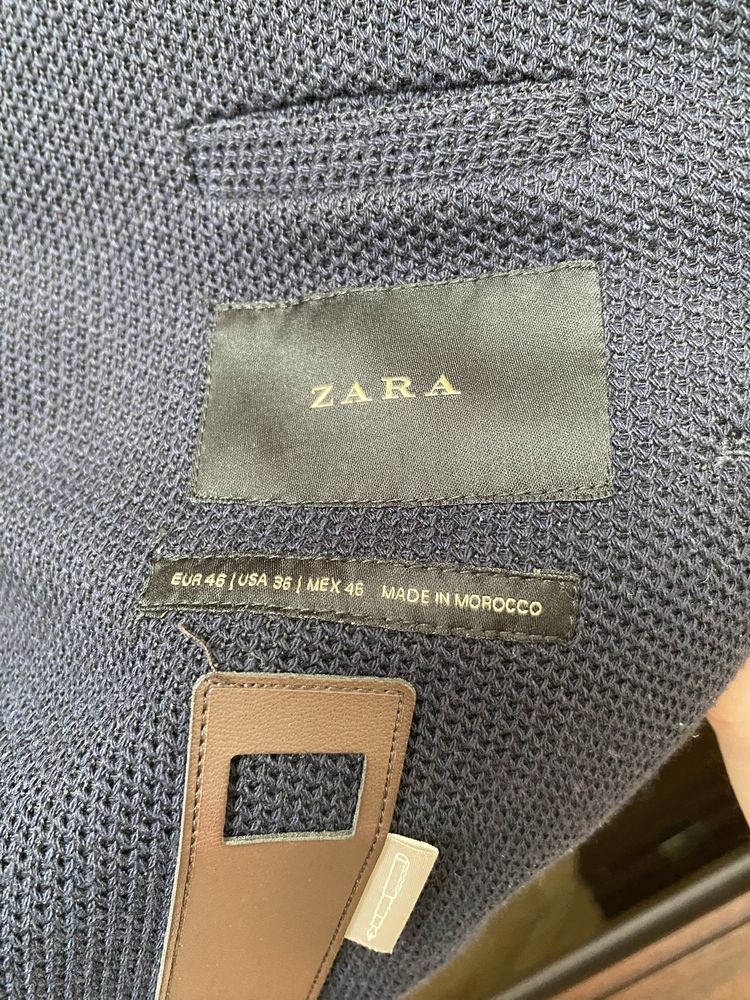 ZARA
EUR 46 | USA 36 | MEX 46 MADE IN MOROCCO